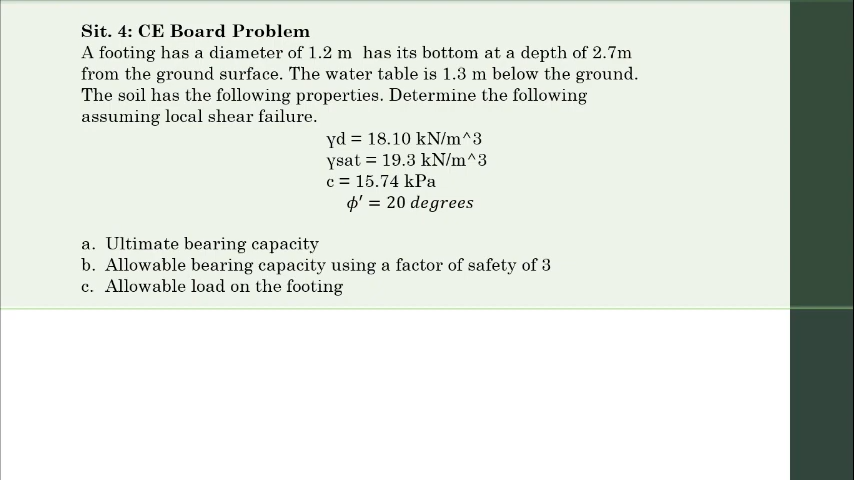 Sit. 4: CE Board Problem
A footing has a diameter of 1.2 m has its bottom at a depth of 2.7m
from the ground surface. The water table is 1.3 m below the ground.
The soil has the following properties. Determine the following
assuming local shear failure.
γd = 18.10 kN/m^3
γsat = 19.3 kN/m^3
c = 15.74 kPa
ϕ′ = 20 degrees
a. Ultimate bearing capacity
b. Allowable bearing capacity using a factor of safety of 3
c. Allowable load on the footing